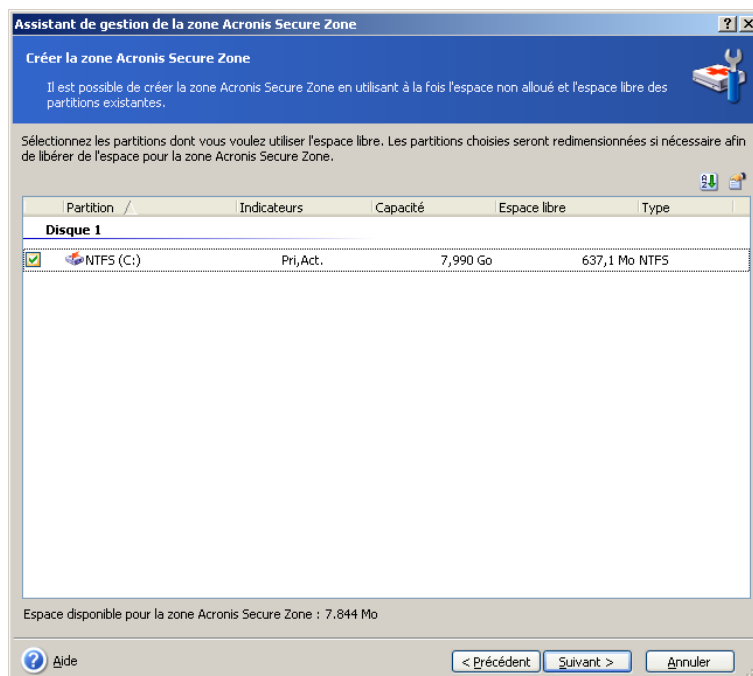 Assistant de gestion de la zone Acronis Secure Zone
Créer la zone Acronis Secure Zone
Il est possible de créer la zone Acronis Secure Zone en utilisant à la fois l'espace non alloué et l'espace libre des
partitions existantes.
Sélectionnez les partitions dont vous voulez utiliser l'espace libre. Les partitions choisies seront redimensionnées si nécessaire afin
de libérer de l'espace pour la zone Acronis Secure Zone.
Partition Indicateurs Capacité Espace libre Type
Disque 1
NTFS (C:) Pri,Act. 7,990 Go 637,1 Mo NTFS
Espace disponible pour la zone Acronis Secure Zone : 7.844 Mo
Aide < Précédent Suivant > Annuler